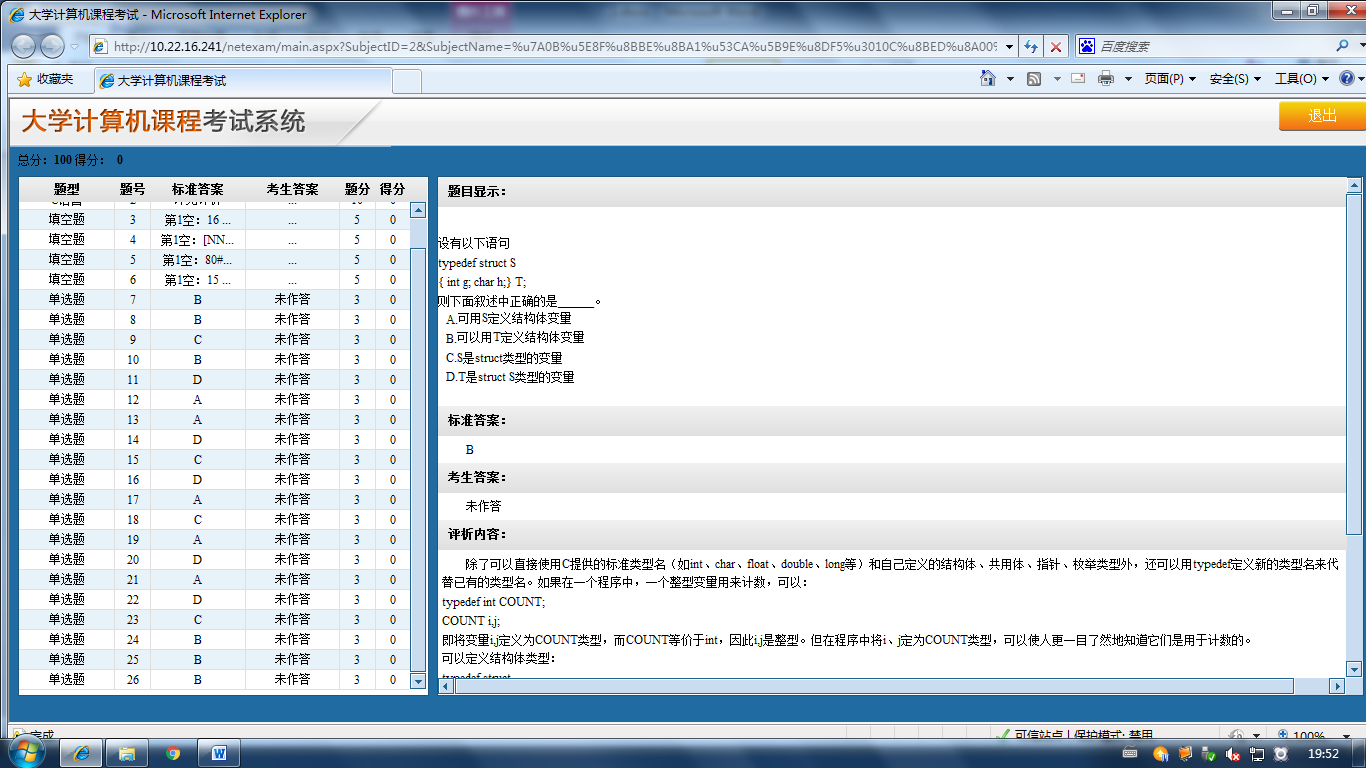 大学计算机课程考试 - Microsoft Internet Explorer
http://10.22.16.241/netexam/main.aspx?SubjectID=2&SubjectName=%u7A0B%u5E8F%u8BBE%u8BA1%u53CA%u5B9E%u8DF5%u3010C%u8BED%u8A00%
百度搜索
收藏夹
大学计算机课程考试
页面(P)
安全(S)
工具(O)
大学计算机课程考试系统
退出
总分：100 得分： 0
题型 题号 标准答案 考生答案 题分 得分
填空题 3 第1空：16 ... ... 5 0
填空题 4 第1空：[NN... ... 5 0
填空题 5 第1空：80#... ... 5 0
填空题 6 第1空：15 ... ... 5 0
单选题 7 B 未作答 3 0
单选题 8 B 未作答 3 0
单选题 9 C 未作答 3 0
单选题 10 B 未作答 3 0
单选题 11 D 未作答 3 0
单选题 12 A 未作答 3 0
单选题 13 A 未作答 3 0
单选题 14 D 未作答 3 0
单选题 15 C 未作答 3 0
单选题 16 D 未作答 3 0
单选题 17 A 未作答 3 0
单选题 18 C 未作答 3 0
单选题 19 A 未作答 3 0
单选题 20 D 未作答 3 0
单选题 21 A 未作答 3 0
单选题 22 D 未作答 3 0
单选题 23 C 未作答 3 0
单选题 24 B 未作答 3 0
单选题 25 B 未作答 3 0
单选题 26 B 未作答 3 0
题目显示：
设有以下语句
typedef struct S
{ int g; char h;} T;
则下面叙述中正确的是______。
A.可用S定义结构体变量
B.可以用T定义结构体变量
C.S是struct类型的变量
D.T是struct S类型的变量
标准答案：
B
考生答案：
未作答
评析内容：
除了可以直接使用C提供的标准类型名（如int、char、float、double、long等）和自己定义的结构体、共用体、指针、枚举类型外，还可以用typedef定义新的类型名来代
替已有的类型名。如果在一个程序中，一个整型变量用来计数，可以：
typedef int COUNT;
COUNT i,j;
即将变量i,j定义为COUNT类型，而COUNT等价于int，因此i,j是整型。但在程序中将i、j定为COUNT类型，可以使人更一目了然地知道它们是用于计数的。
可以定义结构体类型：
typedef struct
完成
可信站点 | 保护模式: 禁用
100%
19:52